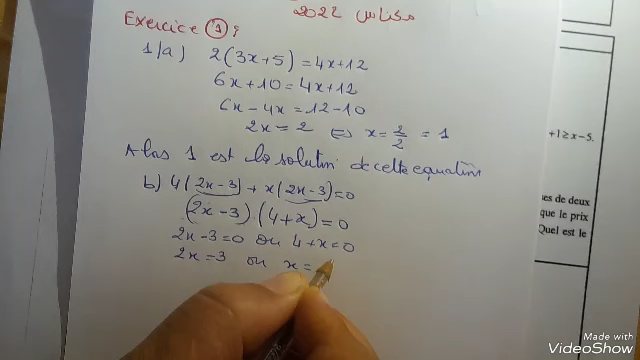 مكناس 2022
Exercice 1 :
1/a) 2(3x+5)=4x+12
6x+10=4x+12
6x-4x=12-10
2x=2 ⇔ x=2/2=1
Alors 1 est la solution de cette equation
b) 4(2x-3)+x(2x-3)=0
(2x-3).(4+x)=0
2x-3=0 ou 4+x=0
2x=3 ou x=
+1≥x-5.
es de deux
que le prix
Quel est le
Made With
VideoShow